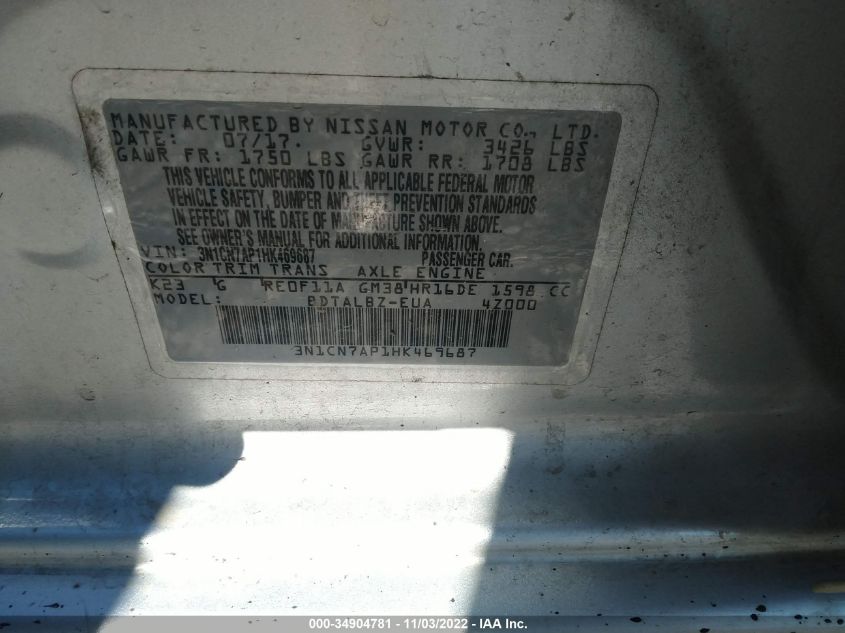 MANUFACTURED BY NISSAN MOTOR CO., LTD.
DATE: 07/17. GVWR: 3426 LBS
GAWR FR: 1750 LBS GAWR RR: 1708 LBS
THIS VEHICLE CONFORMS TO ALL APPLICABLE FEDERAL MOTOR
VEHICLE SAFETY, BUMPER AND THEFT PREVENTION STANDARDS
IN EFFECT ON THE DATE OF MANUFACTURE SHOWN ABOVE.
SEE OWNER'S MANUAL FOR ADDITIONAL INFORMATION.
VIN: 3N1CN7AP1HK469687 PASSENGER CAR.
COLOR TRIM TRANS AXLE ENGINE
K23 G RE0F11A GM38 HR16DE 1598 CC
MODEL: BDTALBZ-EUA 4Z000
3N1CN7AP1HK469687
000-34904781 - 11/03/2022 - IAA Inc.